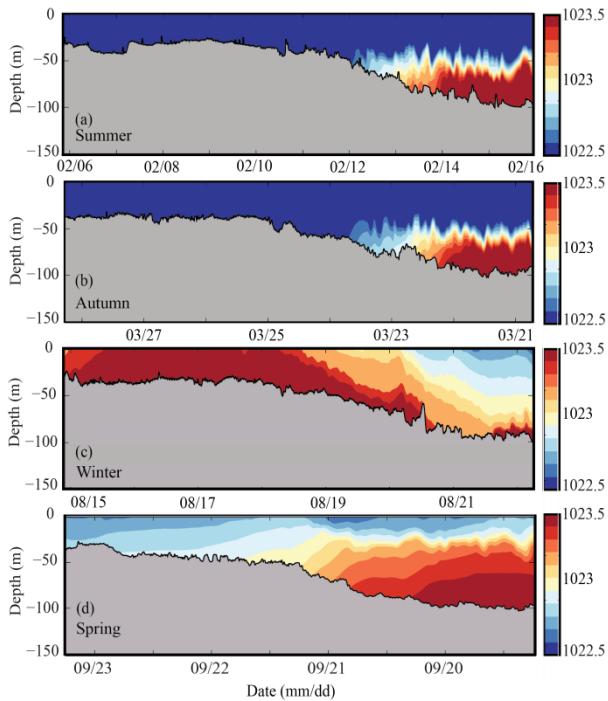 0
−50
−100
−150
Depth (m)
(a)
Summer
02/06 02/08 02/10 02/12 02/14 02/16
1023.5
1023
1022.5
0
−50
−100
−150
Depth (m)
(b)
Autumn
03/27 03/25 03/23 03/21
1023.5
1023
1022.5
0
−50
−100
−150
Depth (m)
(c)
Winter
08/15 08/17 08/19 08/21
1023.5
1023
1022.5
0
−50
−100
−150
Depth (m)
(d)
Spring
09/23 09/22 09/21 09/20
1023.5
1023
1022.5
Date (mm/dd)